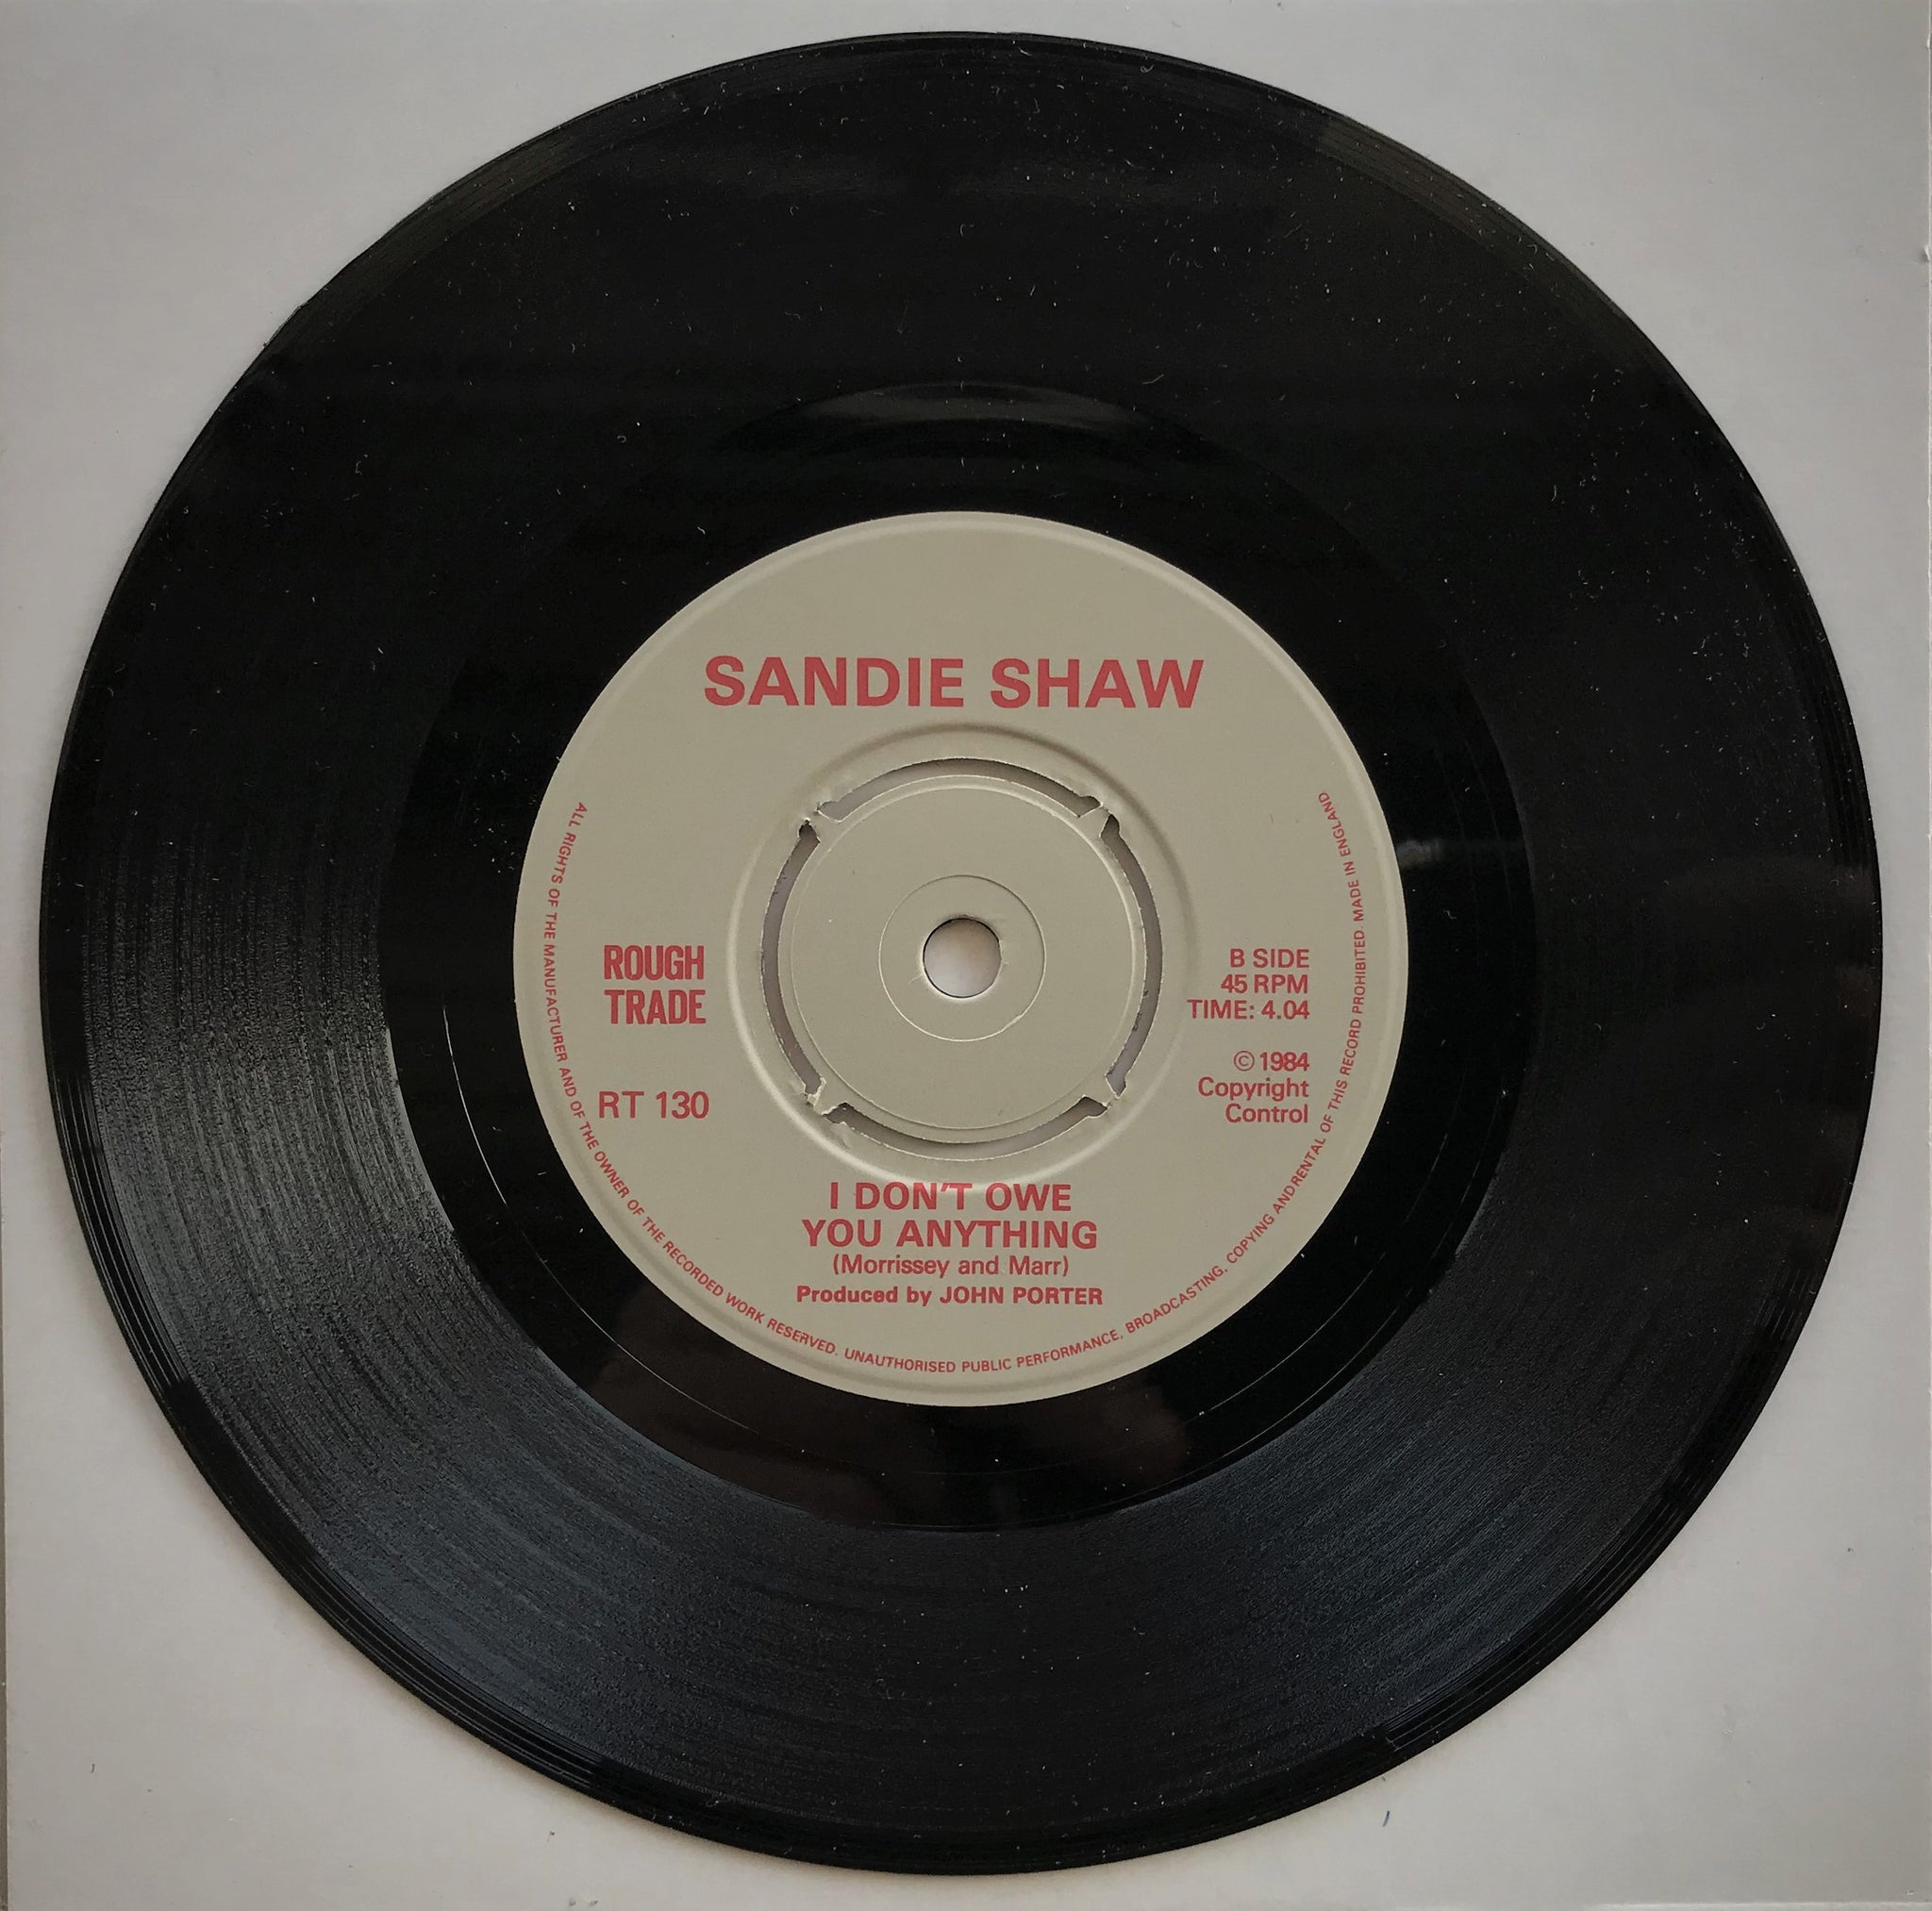 SANDIE SHAW
ROUGH
TRADE
RT 130
B SIDE
45 RPM
TIME: 4.04
© 1984
Copyright
Control
I DON'T OWE
YOU ANYTHING
(Morrissey and Marr)
Produced by JOHN PORTER
ALL RIGHTS OF THE MANUFACTURER AND OF THE OWNER OF THE RECORDED WORK RESERVED. UNAUTHORISED PUBLIC PERFORMANCE, BROADCASTING, COPYING AND RENTAL OF THIS RECORD PROHIBITED. MADE IN ENGLAND